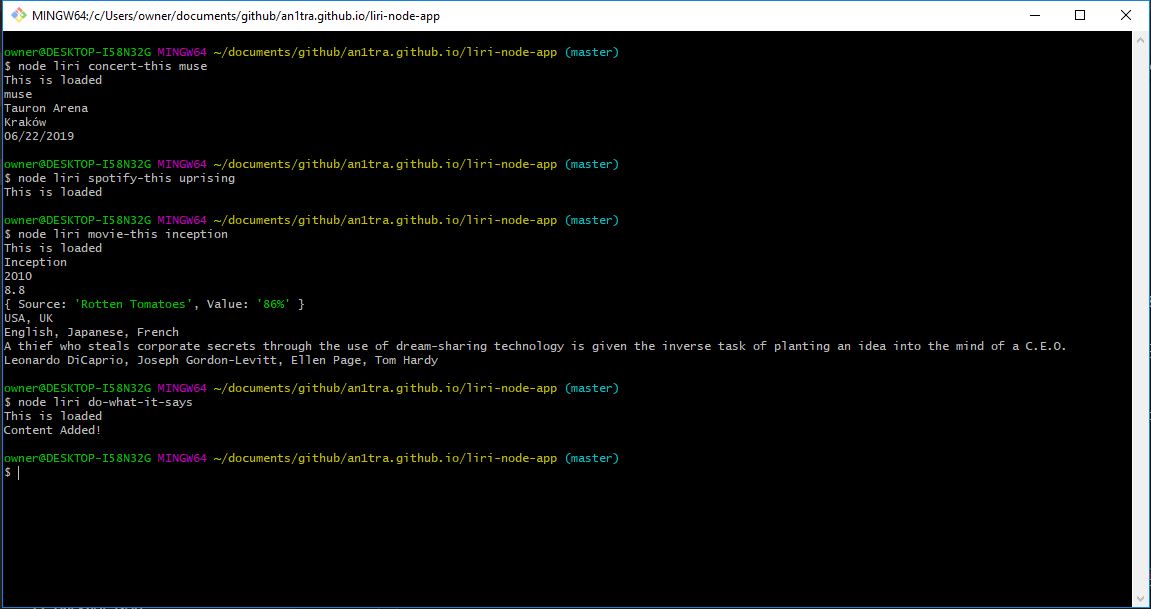 MINGW64:/c/Users/owner/documents/github/an1tra.github.io/liri-node-app
owner@DESKTOP-I58N32G MINGW64 ~/documents/github/an1tra.github.io/liri-node-app (master)
$ node liri concert-this muse
This is loaded
muse
Tauron Arena
Kraków
06/22/2019
owner@DESKTOP-I58N32G MINGW64 ~/documents/github/an1tra.github.io/liri-node-app (master)
$ node liri spotify-this uprising
This is loaded
owner@DESKTOP-I58N32G MINGW64 ~/documents/github/an1tra.github.io/liri-node-app (master)
$ node liri movie-this inception
This is loaded
Inception
2010
8.8
{ Source: 'Rotten Tomatoes', Value: '86%' }
USA, UK
English, Japanese, French
A thief who steals corporate secrets through the use of dream-sharing technology is given the inverse task of planting an idea into the mind of a C.E.O.
Leonardo DiCaprio, Joseph Gordon-Levitt, Ellen Page, Tom Hardy
owner@DESKTOP-I58N32G MINGW64 ~/documents/github/an1tra.github.io/liri-node-app (master)
$ node liri do-what-it-says
This is loaded
Content Added!
owner@DESKTOP-I58N32G MINGW64 ~/documents/github/an1tra.github.io/liri-node-app (master)
$